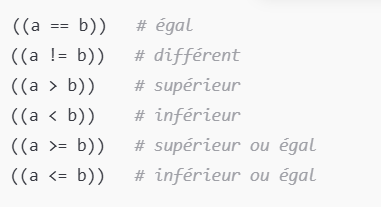 ((a == b))   # égal
((a != b))   # différent
((a > b))    # supérieur
((a < b))    # inférieur
((a >= b))   # supérieur ou égal
((a <= b))   # inférieur ou égal